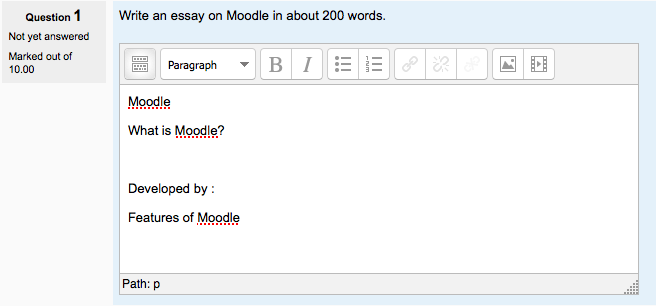 Question 1
Not yet answered
Marked out of
10.00
Write an essay on Moodle in about 200 words.
Paragraph
B I
Moodle
What is Moodle?
Developed by :
Features of Moodle
Path: p